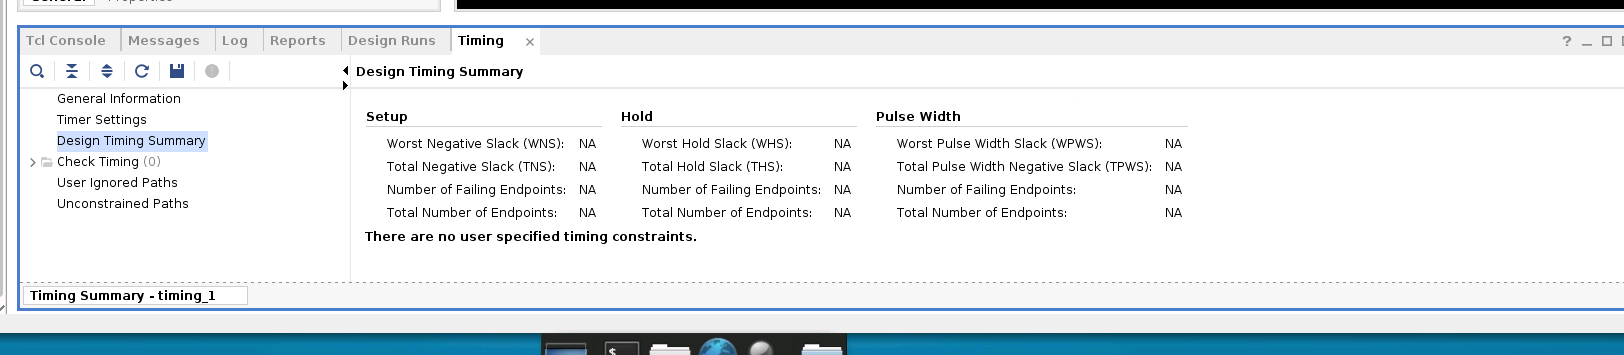 General Properties
Tcl Console Messages Log Reports Design Runs Timing ×
? _
Design Timing Summary
General Information
Timer Settings
Design Timing Summary
Check Timing (0)
User Ignored Paths
Unconstrained Paths
Setup Hold Pulse Width
Worst Negative Slack (WNS): NA Worst Hold Slack (WHS): NA Worst Pulse Width Slack (WPWS): NA
Total Negative Slack (TNS): NA Total Hold Slack (THS): NA Total Pulse Width Negative Slack (TPWS): NA
Number of Failing Endpoints: NA Number of Failing Endpoints: NA Number of Failing Endpoints: NA
Total Number of Endpoints: NA Total Number of Endpoints: NA Total Number of Endpoints: NA
There are no user specified timing constraints.
Timing Summary - timing_1
$